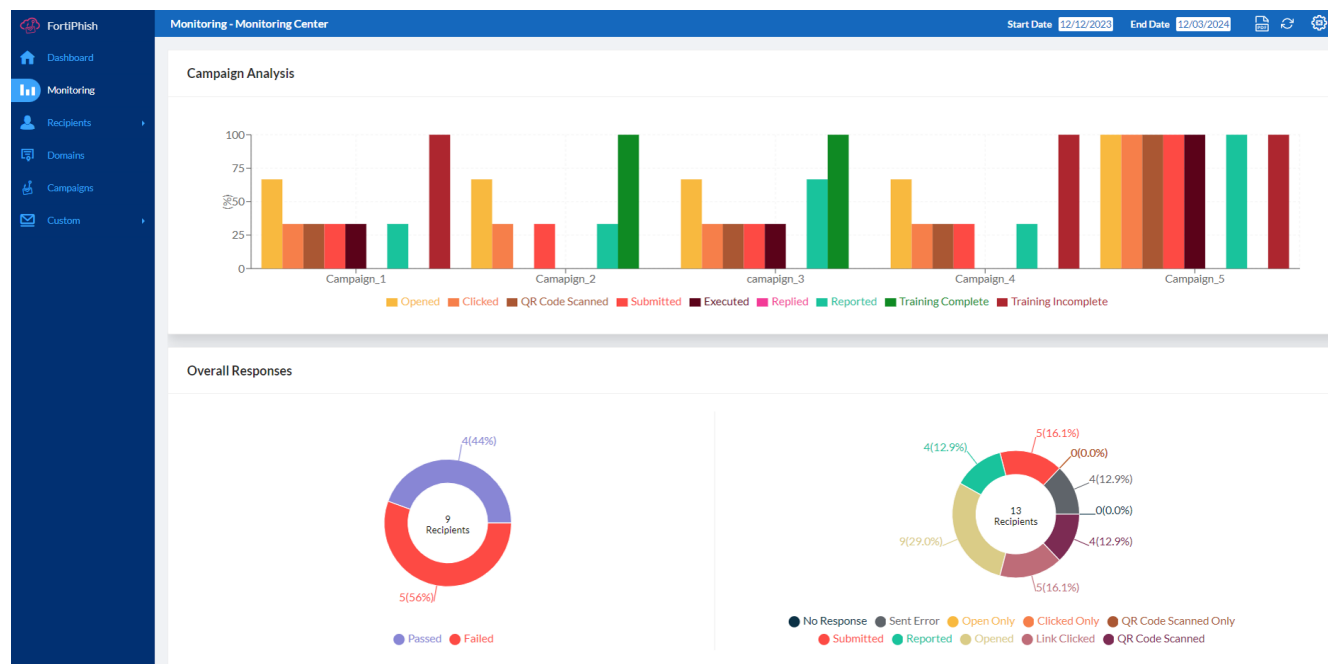 FortiPhish
Monitoring - Monitoring Center
Start Date 12/12/2023 End Date 12/03/2024
PDF
Dashboard
Monitoring
Recipients
Domains
Campaigns
Custom
Campaign Analysis
100
75
50
25
0
(%)
Campaign_1 Camapign_2 camapign_3 Campaign_4 Campaign_5
Opened Clicked QR Code Scanned Submitted Executed Replied Reported Training Complete Training Incomplete
Overall Responses
4(44%)
9
Recipients
5(56%)
Passed Failed
5(16.1%)
4(12.9%)
0(0.0%)
4(12.9%)
13
Recipients
0(0.0%)
9(29.0%)
4(12.9%)
5(16.1%)
No Response Sent Error Open Only Clicked Only QR Code Scanned Only
Submitted Reported Opened Link Clicked QR Code Scanned